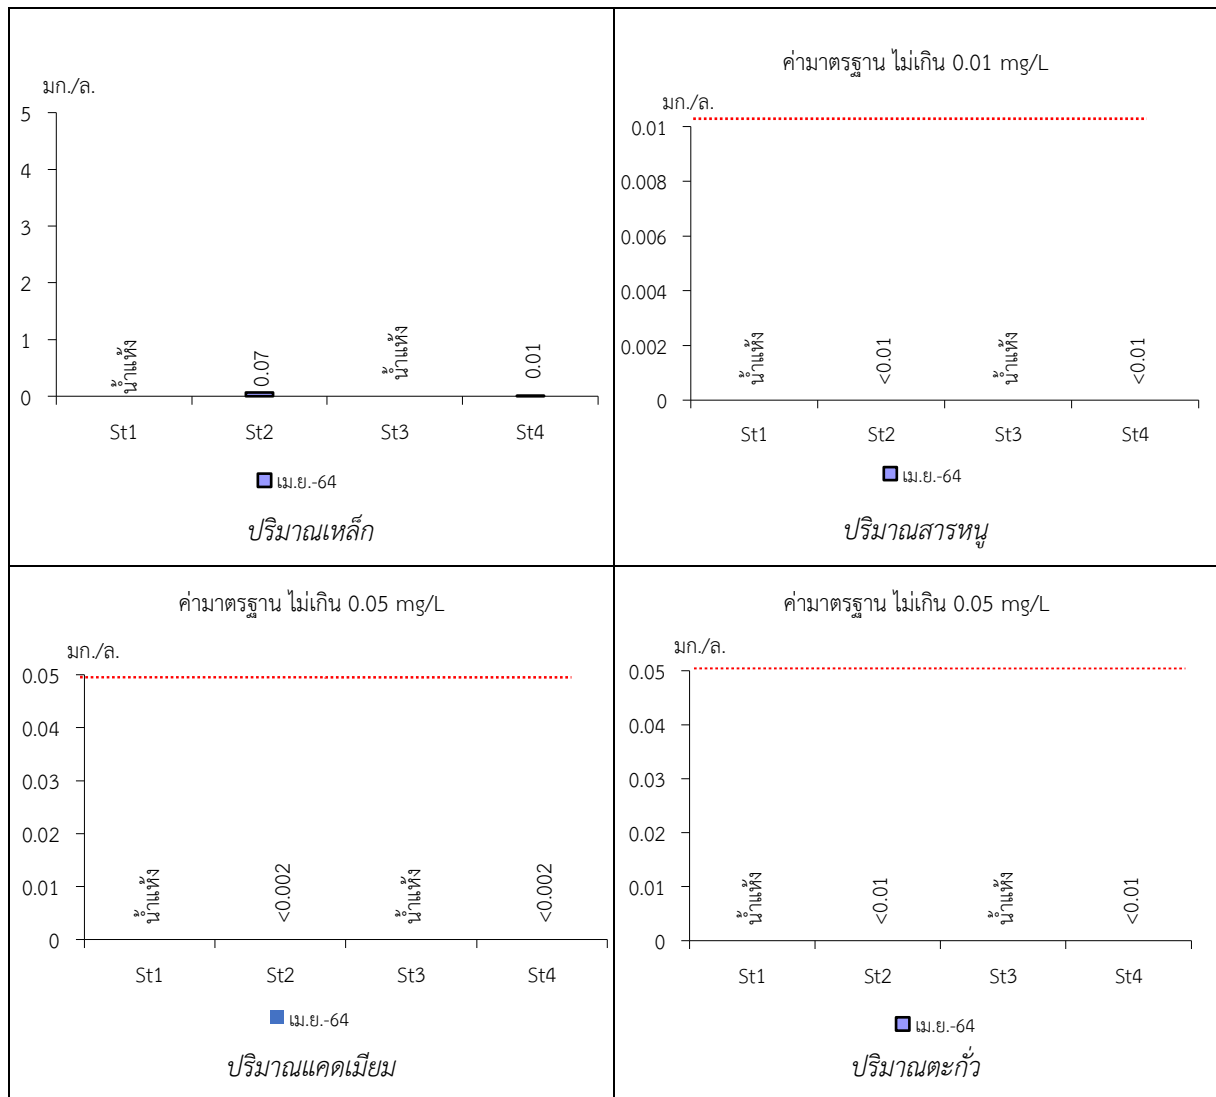 มก./ล.
5
4
3
2
1
0
น้ำแห้ง
0.07
น้ำแห้ง
0.01
St1 St2 St3 St4
เม.ย.-64
ปริมาณเหล็ก
ค่ามาตรฐาน ไม่เกิน 0.01 mg/L
มก./ล.
0.01
0.008
0.006
0.004
0.002
0
น้ำแห้ง
<0.01
น้ำแห้ง
<0.01
St1 St2 St3 St4
เม.ย.-64
ปริมาณสารหนู
ค่ามาตรฐาน ไม่เกิน 0.05 mg/L
มก./ล.
0.05
0.04
0.03
0.02
0.01
0
น้ำแห้ง
<0.002
น้ำแห้ง
<0.002
St1 St2 St3 St4
เม.ย.-64
ปริมาณแคดเมียม
ค่ามาตรฐาน ไม่เกิน 0.05 mg/L
มก./ล.
0.05
0.04
0.03
0.02
0.01
0
น้ำแห้ง
<0.01
น้ำแห้ง
<0.01
St1 St2 St3 St4
เม.ย.-64
ปริมาณตะกั่ว